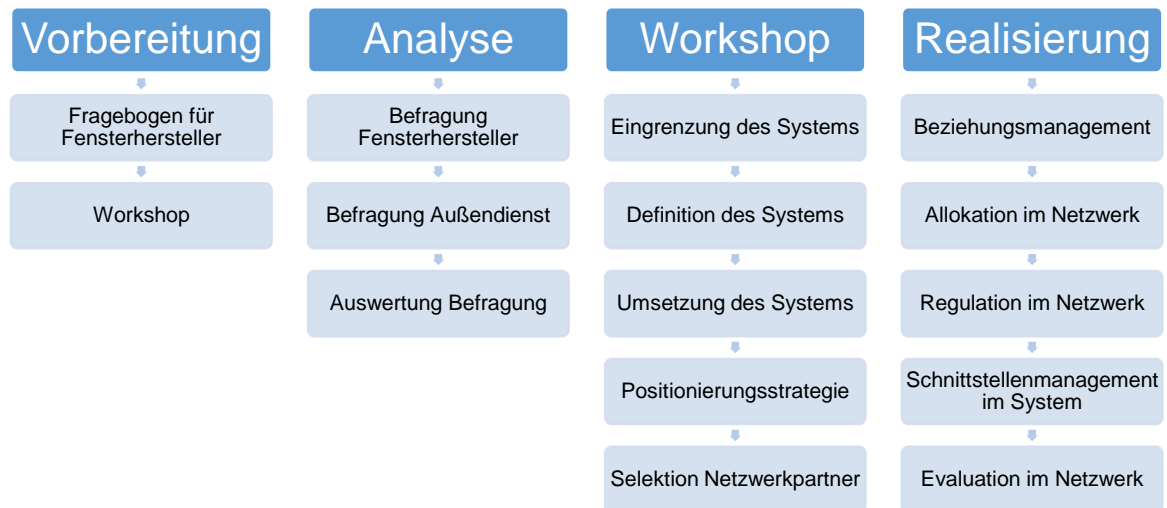 Vorbereitung
Fragebogen für
Fensterhersteller
Workshop
Analyse
Befragung
Fensterhersteller
Befragung Außendienst
Auswertung Befragung
Workshop
Eingrenzung des Systems
Definition des Systems
Umsetzung des Systems
Positionierungsstrategie
Selektion Netzwerkpartner
Realisierung
Beziehungsmanagement
Allokation im Netzwerk
Regulation im Netzwerk
Schnittstellenmanagement
im System
Evaluation im Netzwerk